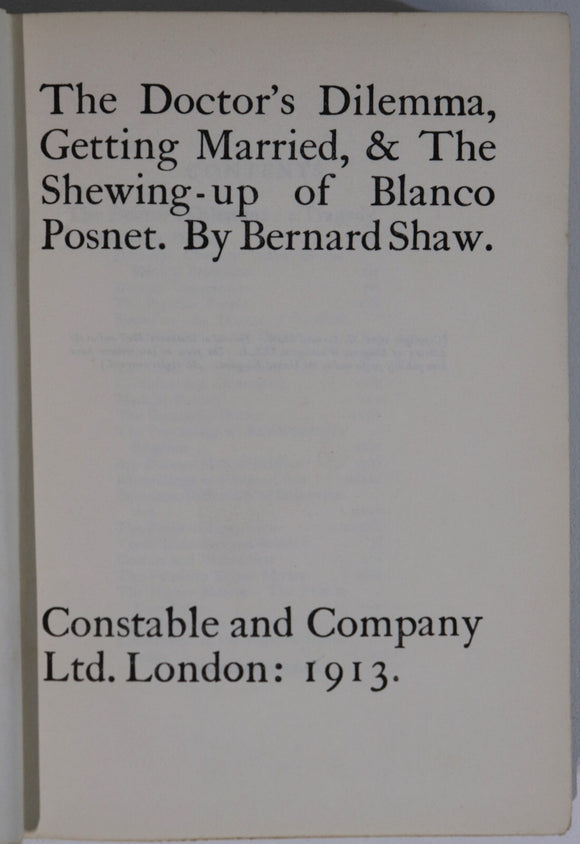 The Doctor's Dilemma,
Getting Married, & The
Shewing-up of Blanco
Posnet. By Bernard Shaw.
Constable and Company
Ltd. London: 1913.